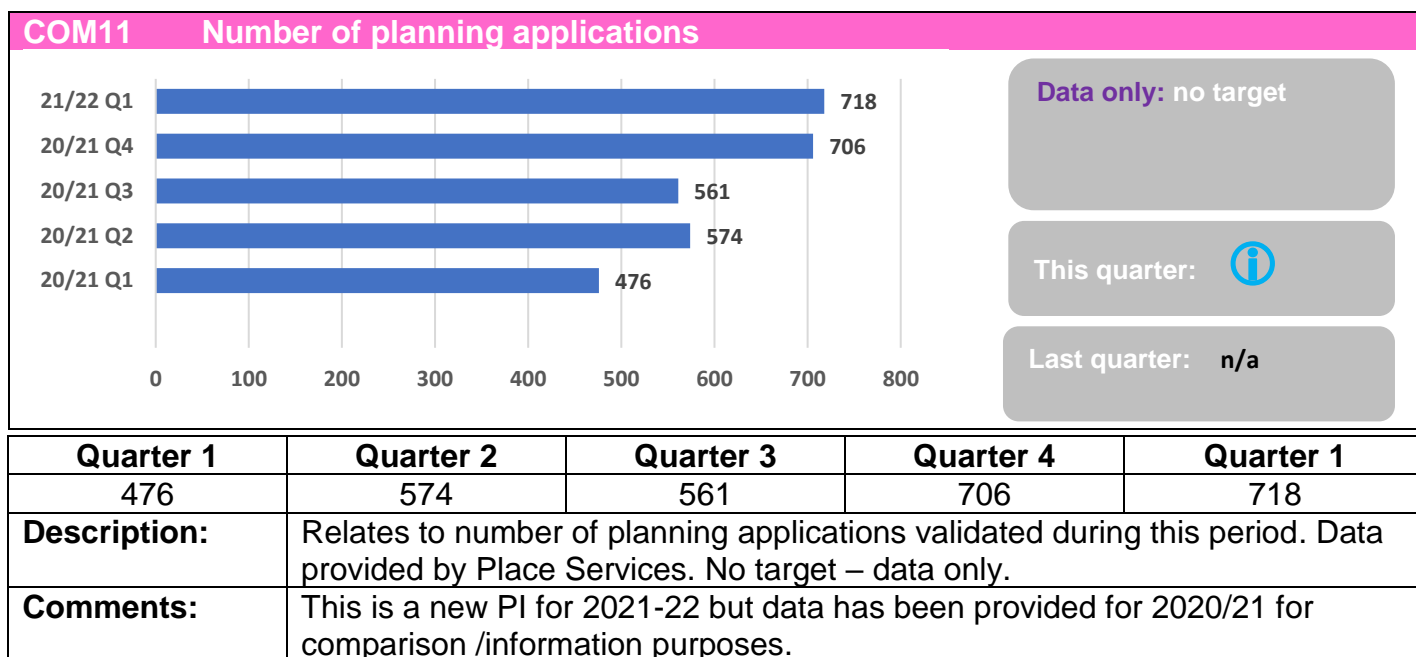 COM11 Number of planning applications
21/22 Q1 718
20/21 Q4 706
20/21 Q3 561
20/21 Q2 574
20/21 Q1 476
0 100 200 300 400 500 600 700 800
Data only: no target
This quarter:
Last quarter: n/a
Quarter 1 Quarter 2 Quarter 3 Quarter 4 Quarter 1
476 574 561 706 718
Description: Relates to number of planning applications validated during this period. Data
provided by Place Services. No target – data only.
Comments: This is a new PI for 2021-22 but data has been provided for 2020/21 for
comparison /information purposes.